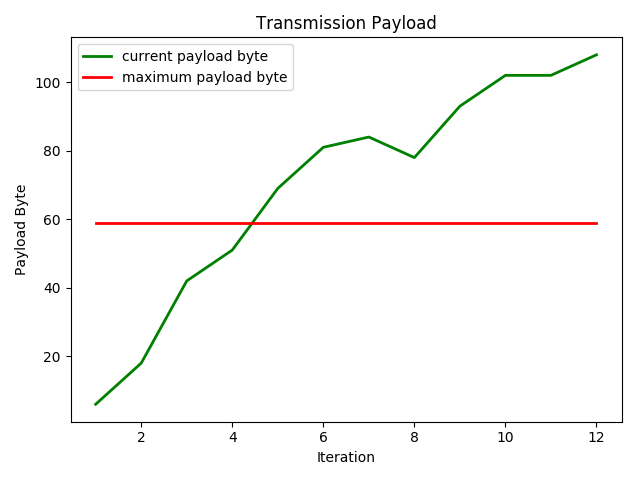 Transmission Payload
current payload byte
maximum payload byte
100
80
60
40
20
Payload Byte
2 4 6 8 10 12
Iteration